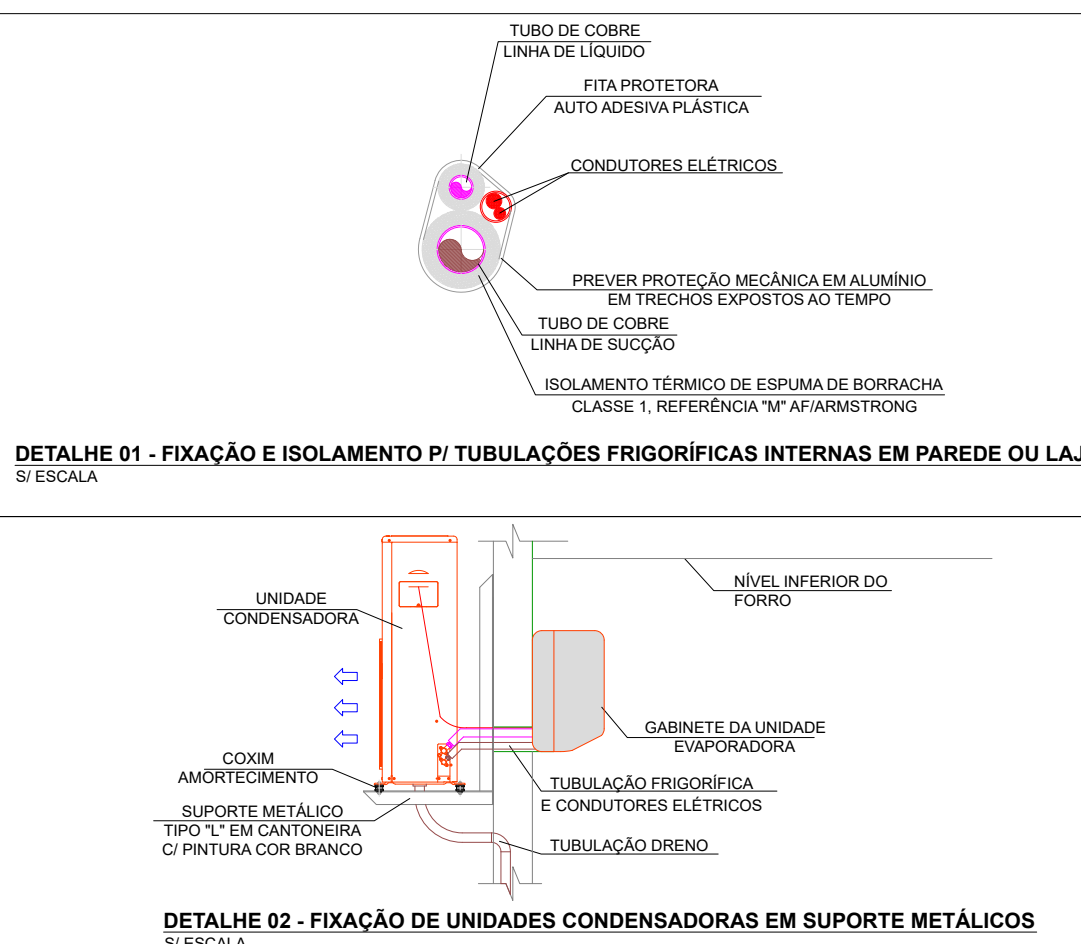 TUBO DE COBRE
LINHA DE LÍQUIDO
FITA PROTETORA
AUTO ADESIVA PLÁSTICA
CONDUTORES ELÉTRICOS
PREVER PROTEÇÃO MECÂNICA EM ALUMÍNIO
EM TRECHOS EXPOSTOS AO TEMPO
TUBO DE COBRE
LINHA DE SUCÇÃO
ISOLAMENTO TÉRMICO DE ESPUMA DE BORRACHA
CLASSE 1, REFERÊNCIA "M" AF/ARMSTRONG
DETALHE 01 - FIXAÇÃO E ISOLAMENTO P/ TUBULAÇÕES FRIGORÍFICAS INTERNAS EM PAREDE OU LAJ
S/ ESCALA
NÍVEL INFERIOR DO
FORRO
UNIDADE
CONDENSADORA
GABINETE DA UNIDADE
EVAPORADORA
COXIM
AMORTECIMENTO
TUBULAÇÃO FRIGORÍFICA
E CONDUTORES ELÉTRICOS
SUPORTE METÁLICO
TIPO "L" EM CANTONEIRA
C/ PINTURA COR BRANCO
TUBULAÇÃO DRENO
DETALHE 02 - FIXAÇÃO DE UNIDADES CONDENSADORAS EM SUPORTE METÁLICOS
S/ ESCALA